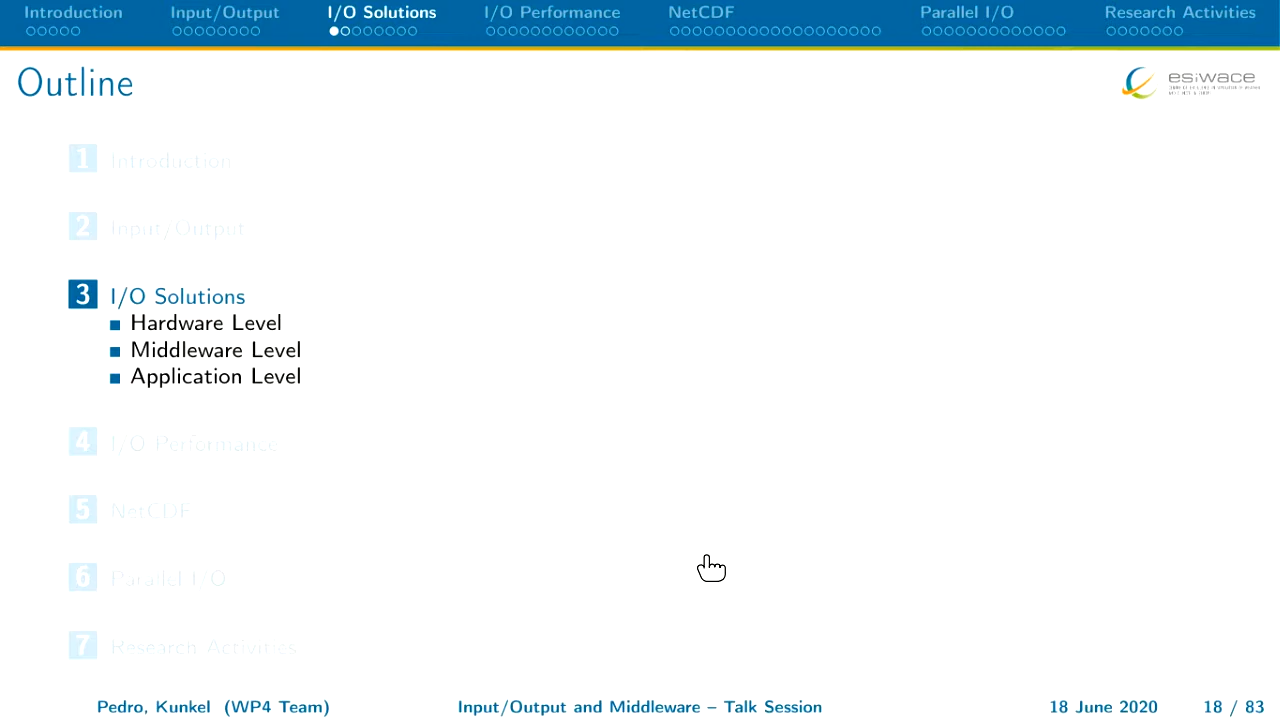 Introduction Input/Output I/O Solutions I/O Performance NetCDF Parallel I/O Research Activities
Outline
esiwace
1 Introduction
2 Input/Output
3 I/O Solutions
Hardware Level
Middleware Level
Application Level
4 I/O Performance
5 NetCDF
6 Parallel I/O
7 Research Activities
Pedro, Kunkel (WP4 Team) Input/Output and Middleware – Talk Session 18 June 2020 18 / 83